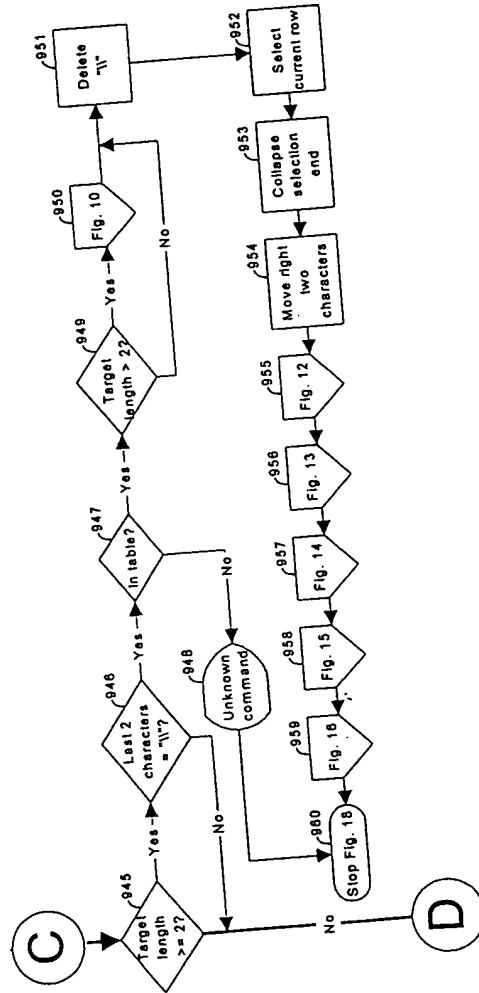 C
945
Target
length
>= 2?
Yes
No
D
946
Last 2
characters
= "\\"?
Yes
No
947
In table?
Yes
No
948
Unknown
command
949
Target
length > 2?
Yes
No
950
Fig. 10
951
Delete
"\\"
952
Select
current row
953
Collapse
selection
end
954
Move right
two
characters
955
Fig. 12
956
Fig. 13
957
Fig. 14
958
Fig. 15
959
Fig. 16
960
Stop Fig. 18